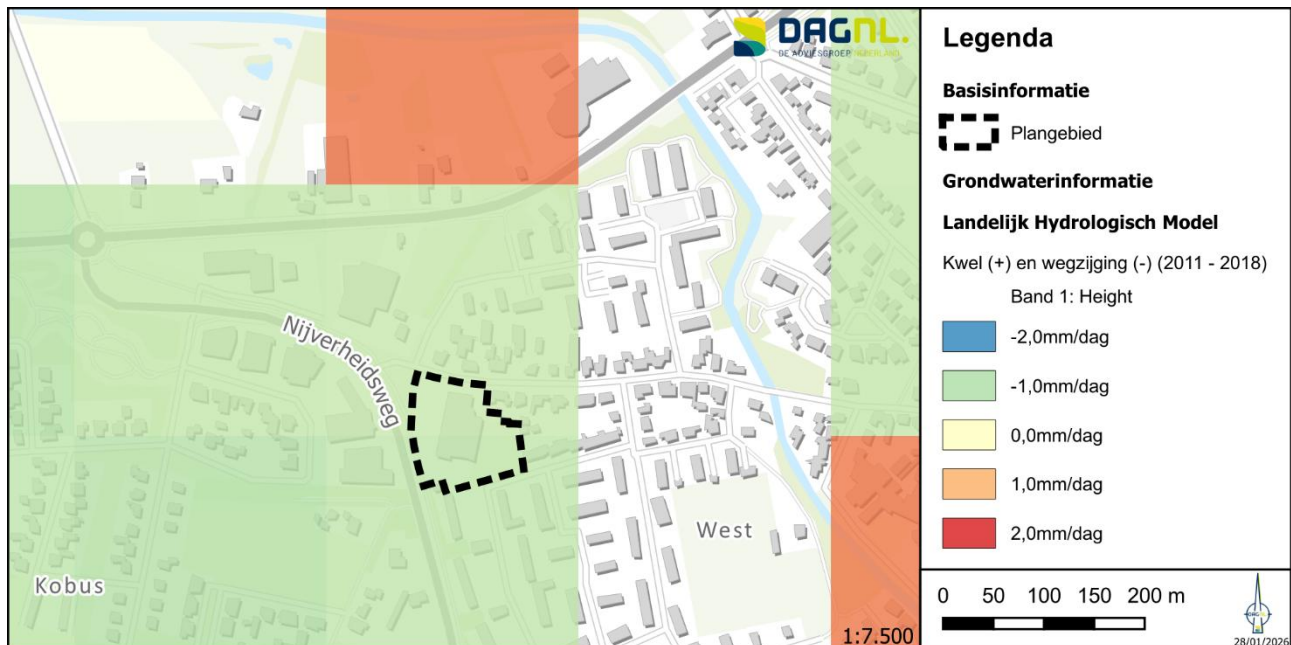 DAGNL.
DE ADVIESGROEP NEDERLAND
Nijverheidsweg
West
Kobus
1:7.500
Legenda
Basisinformatie
Plangebied
Grondwaterinformatie
Landelijk Hydrologisch Model
Kwel (+) en wegzijging (-) (2011 - 2018)
Band 1: Height
-2,0mm/dag
-1,0mm/dag
0,0mm/dag
1,0mm/dag
2,0mm/dag
0 50 100 150 200 m
28/01/2026